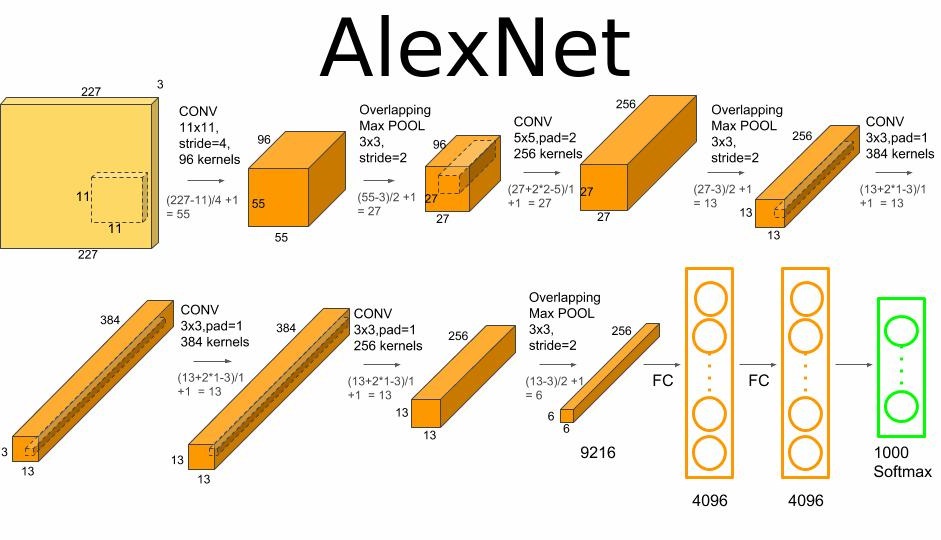 AlexNet
227
3
CONV
11x11,
stride=4,
96 kernels
(227-11)/4 +1
= 55
11
11
227
96
55
55
Overlapping
Max POOL
3x3,
stride=2
(55-3)/2 +1
= 27
96
27
27
CONV
5x5,pad=2
256 kernels
(27+2*2-5)/1
+1 = 27
256
27
27
Overlapping
Max POOL
3x3,
stride=2
(27-3)/2 +1
= 13
256
13
13
CONV
3x3,pad=1
384 kernels
(13+2*1-3)/1
+1 = 13
384
3
13
CONV
3x3,pad=1
384 kernels
(13+2*1-3)/1
+1 = 13
384
13
13
CONV
3x3,pad=1
256 kernels
(13+2*1-3)/1
+1 = 13
256
13
13
Overlapping
Max POOL
3x3,
stride=2
(13-3)/2 +1
= 6
256
6
6
9216
FC
4096
FC
4096
1000
Softmax